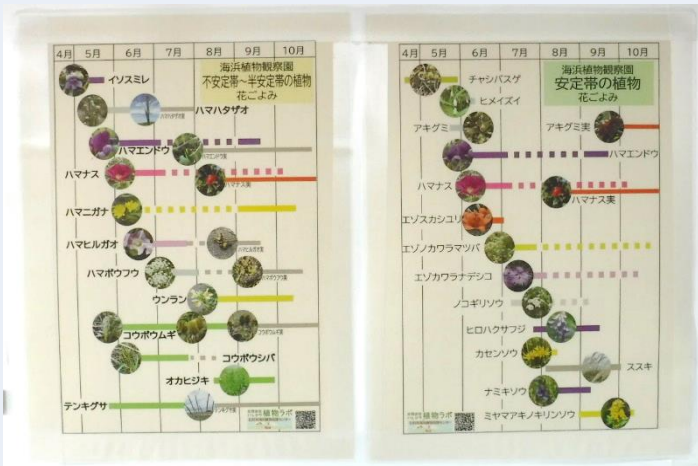 4月 5月 6月 7月 8月 9月 10月
海浜植物観察園
不安定帯～半安定帯の植物
花ごよみ
イソスミレ
ハマハタザオ
ハマエンドウ
ハマナス
ハマナス実
ハマニガナ
ハマヒルガオ
ハマボウフウ
ウンラン
コウボウムギ
コウボウシバ
オカヒジキ
テンキグサ
植物ラボ
4月 5月 6月 7月 8月 9月 10月
海浜植物観察園
安定帯の植物
花ごよみ
チャシバスゲ
ヒメイズイ
アキグミ
アキグミ実
ハマエンドウ
ハマナス
ハマナス実
エゾスカシユリ
エゾノカワラマツバ
エゾカワラナデシコ
ノコギリソウ
ヒロハクサフジ
カセンソウ
ススキ
ナミキソウ
ミヤマアキノキリンソウ
植物ラボ